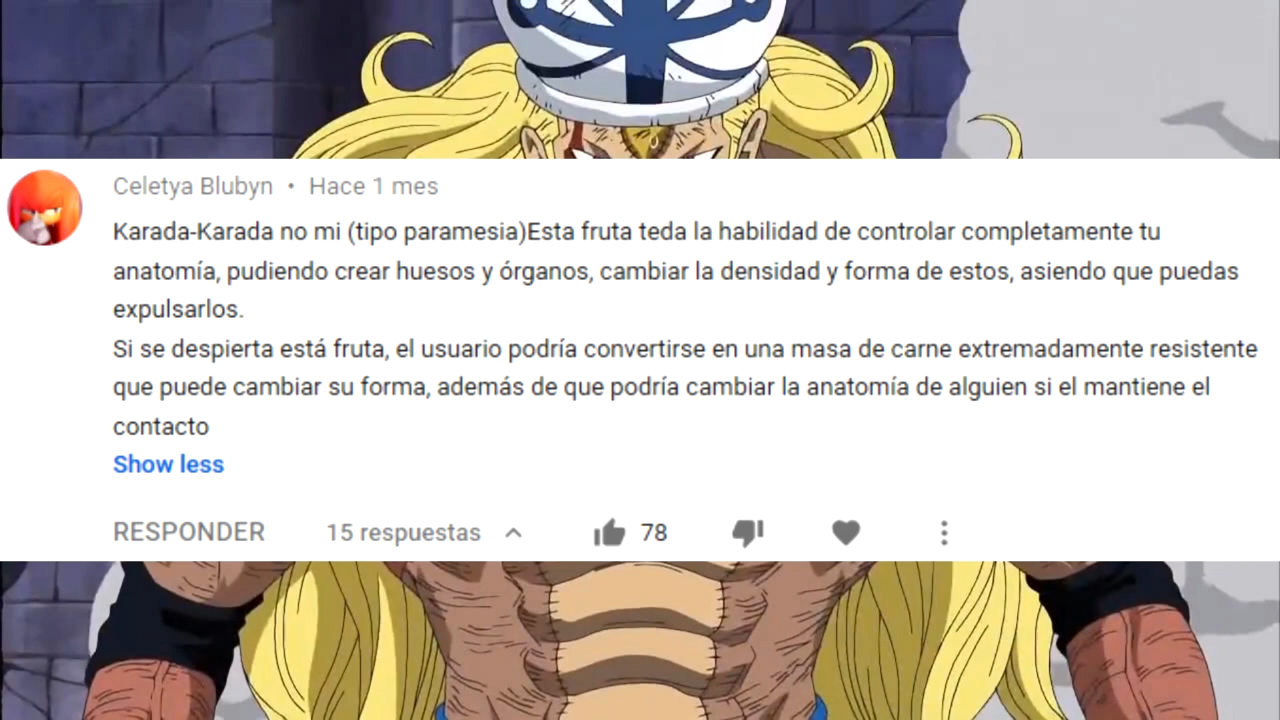 Celetya Blubyn • Hace 1 mes
Karada-Karada no mi (tipo paramesia)Esta fruta teda la habilidad de controlar completamente tu
anatomía, pudiendo crear huesos y órganos, cambiar la densidad y forma de estos, asiendo que puedas
expulsarlos.
Si se despierta está fruta, el usuario podría convertirse en una masa de carne extremadamente resistente
que puede cambiar su forma, además de que podría cambiar la anatomía de alguien si el mantiene el
contacto
Show less
RESPONDER 15 respuestas 78